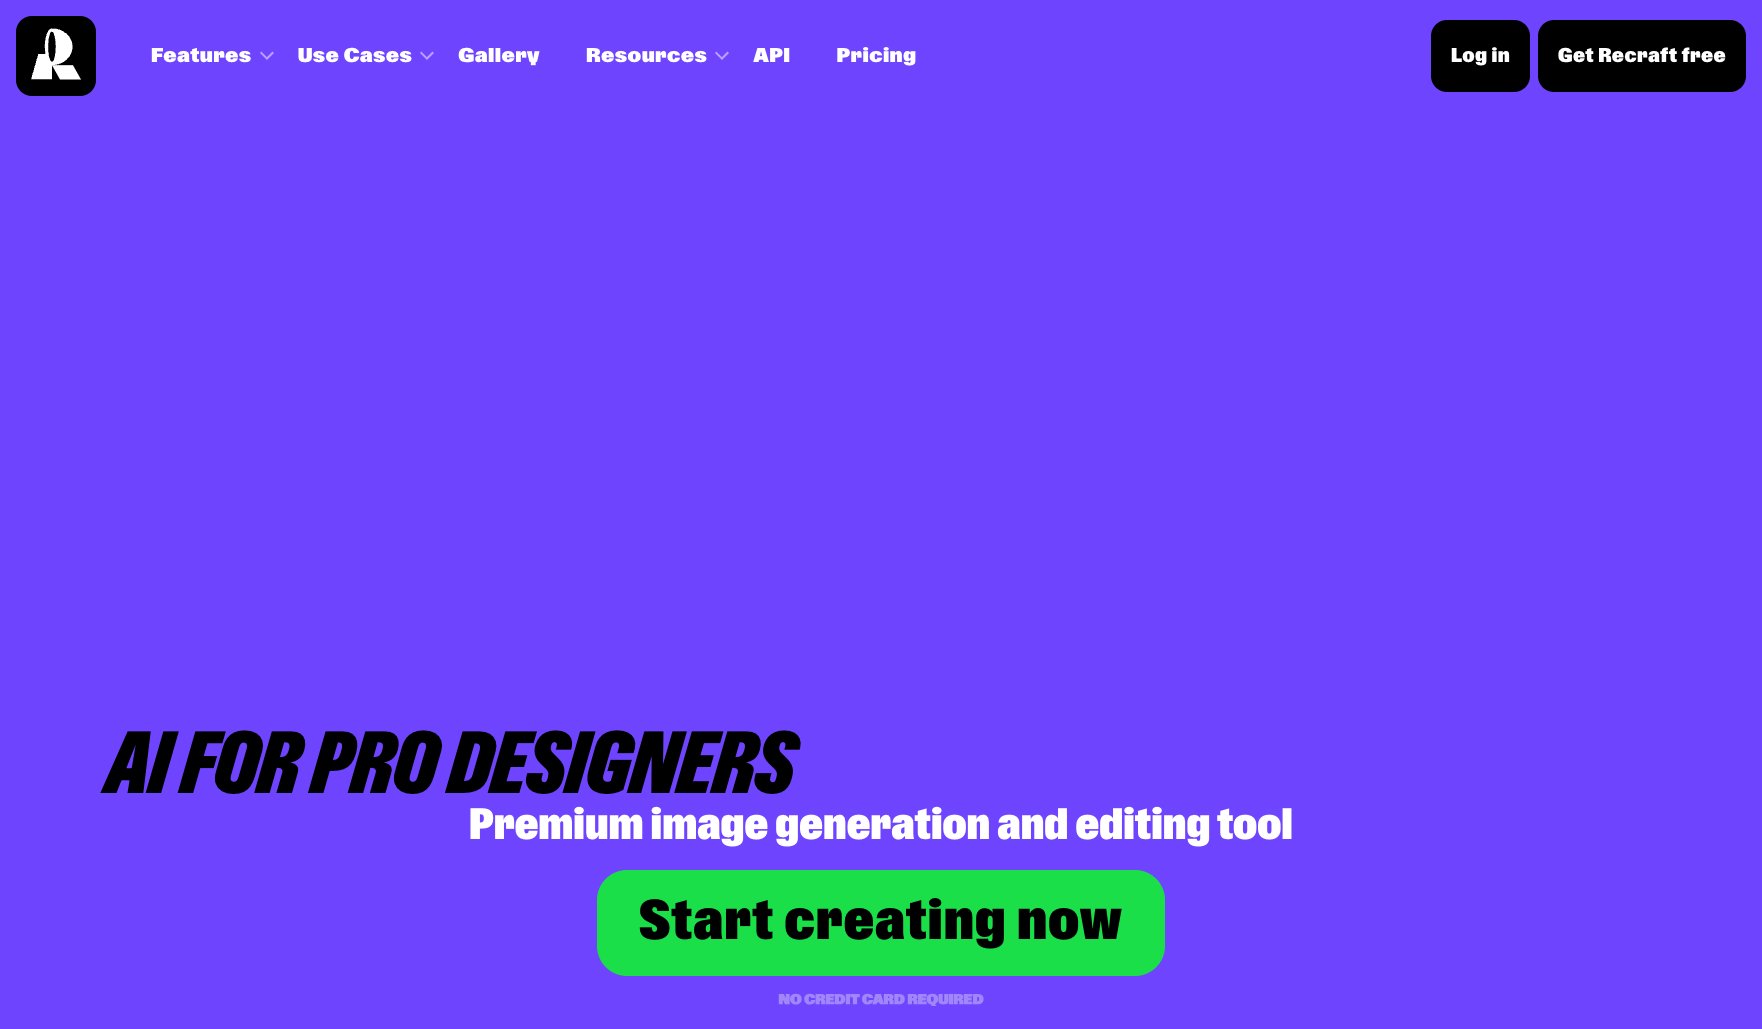 Features
Use Cases
Gallery
Resources
API
Pricing
Log in
Get Recraft free
AI FOR PRO DESIGNERS
Premium image generation and editing tool
Start creating now
NO CREDIT CARD REQUIRED